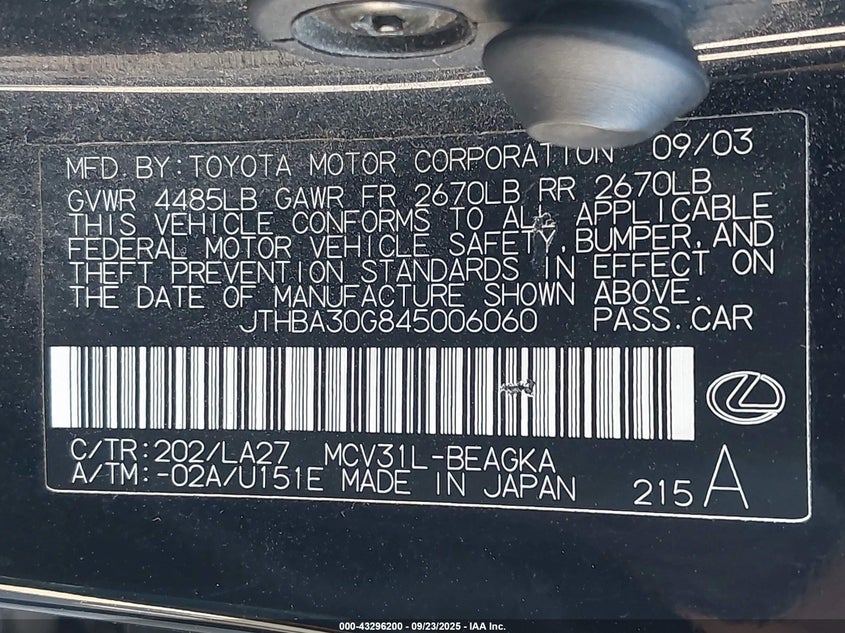 MFD. BY: TOYOTA MOTOR CORPORATION 09/03
GVWR 4485LB GAWR FR 2670LB RR 2670LB
THIS VEHICLE CONFORMS TO ALL APPLICABLE
FEDERAL MOTOR VEHICLE SAFETY, BUMPER, AND
THEFT PREVENTION STANDARDS IN EFFECT ON
THE DATE OF MANUFACTURE SHOWN ABOVE.
JTHBA30G845006060 PASS. CAR
C/TR: 202/LA27 MCV31L-BEAGKA
A/TM: -02A/U151E MADE IN JAPAN 215 A
000-43296200 - 09/23/2025 - IAA Inc.